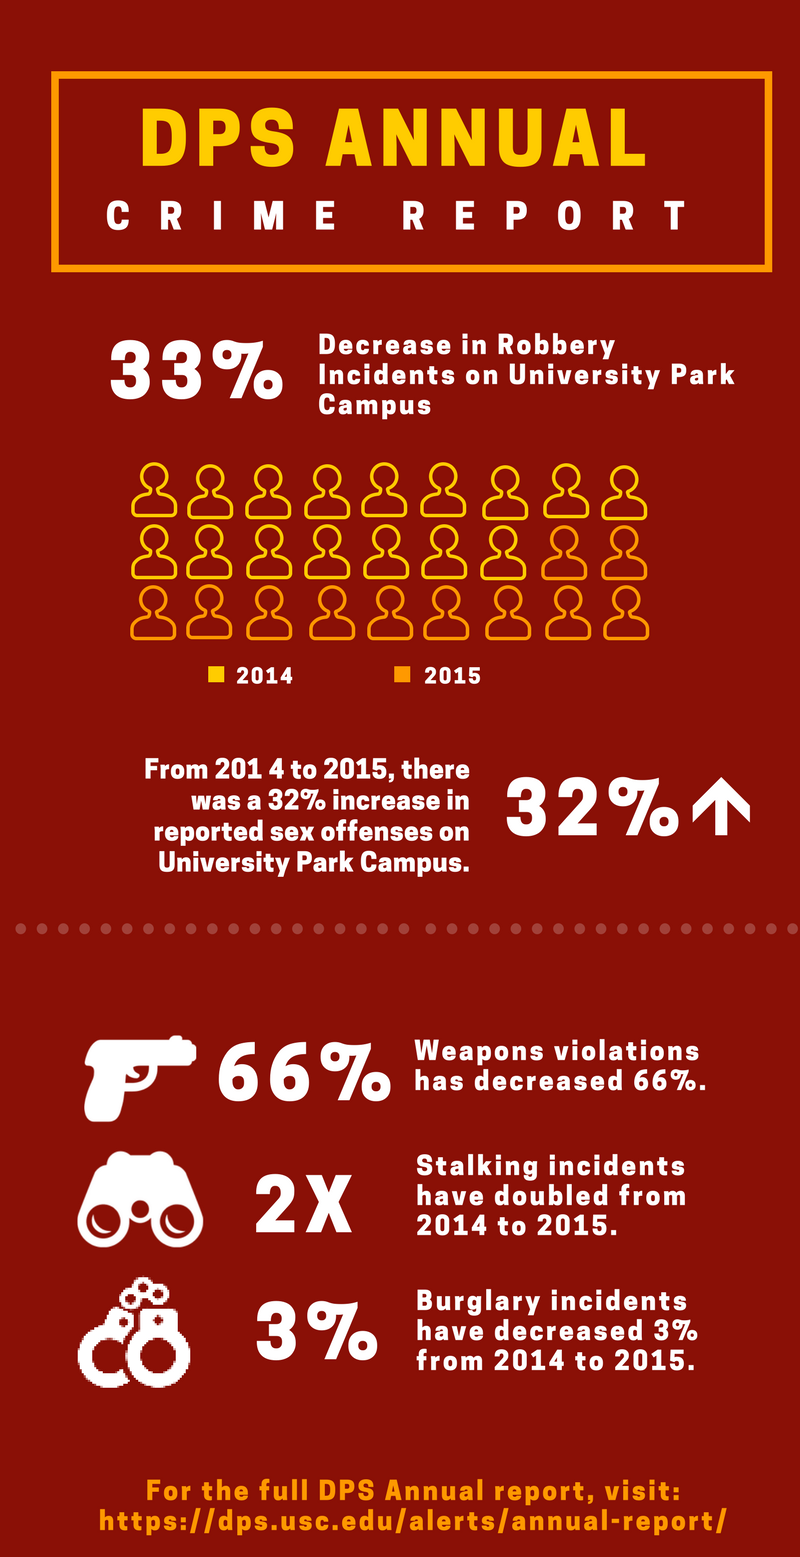 DPS ANNUAL
CRIME REPORT
33%
Decrease in Robbery
Incidents on University Park
Campus
2014
2015
From 201 4 to 2015, there
was a 32% increase in
reported sex offenses on
University Park Campus.
32%
66%
Weapons violations
has decreased 66%.
2X
Stalking incidents
have doubled from
2014 to 2015.
3%
Burglary incidents
have decreased 3%
from 2014 to 2015.
For the full DPS Annual report, visit:
https://dps.usc.edu/alerts/annual-report/